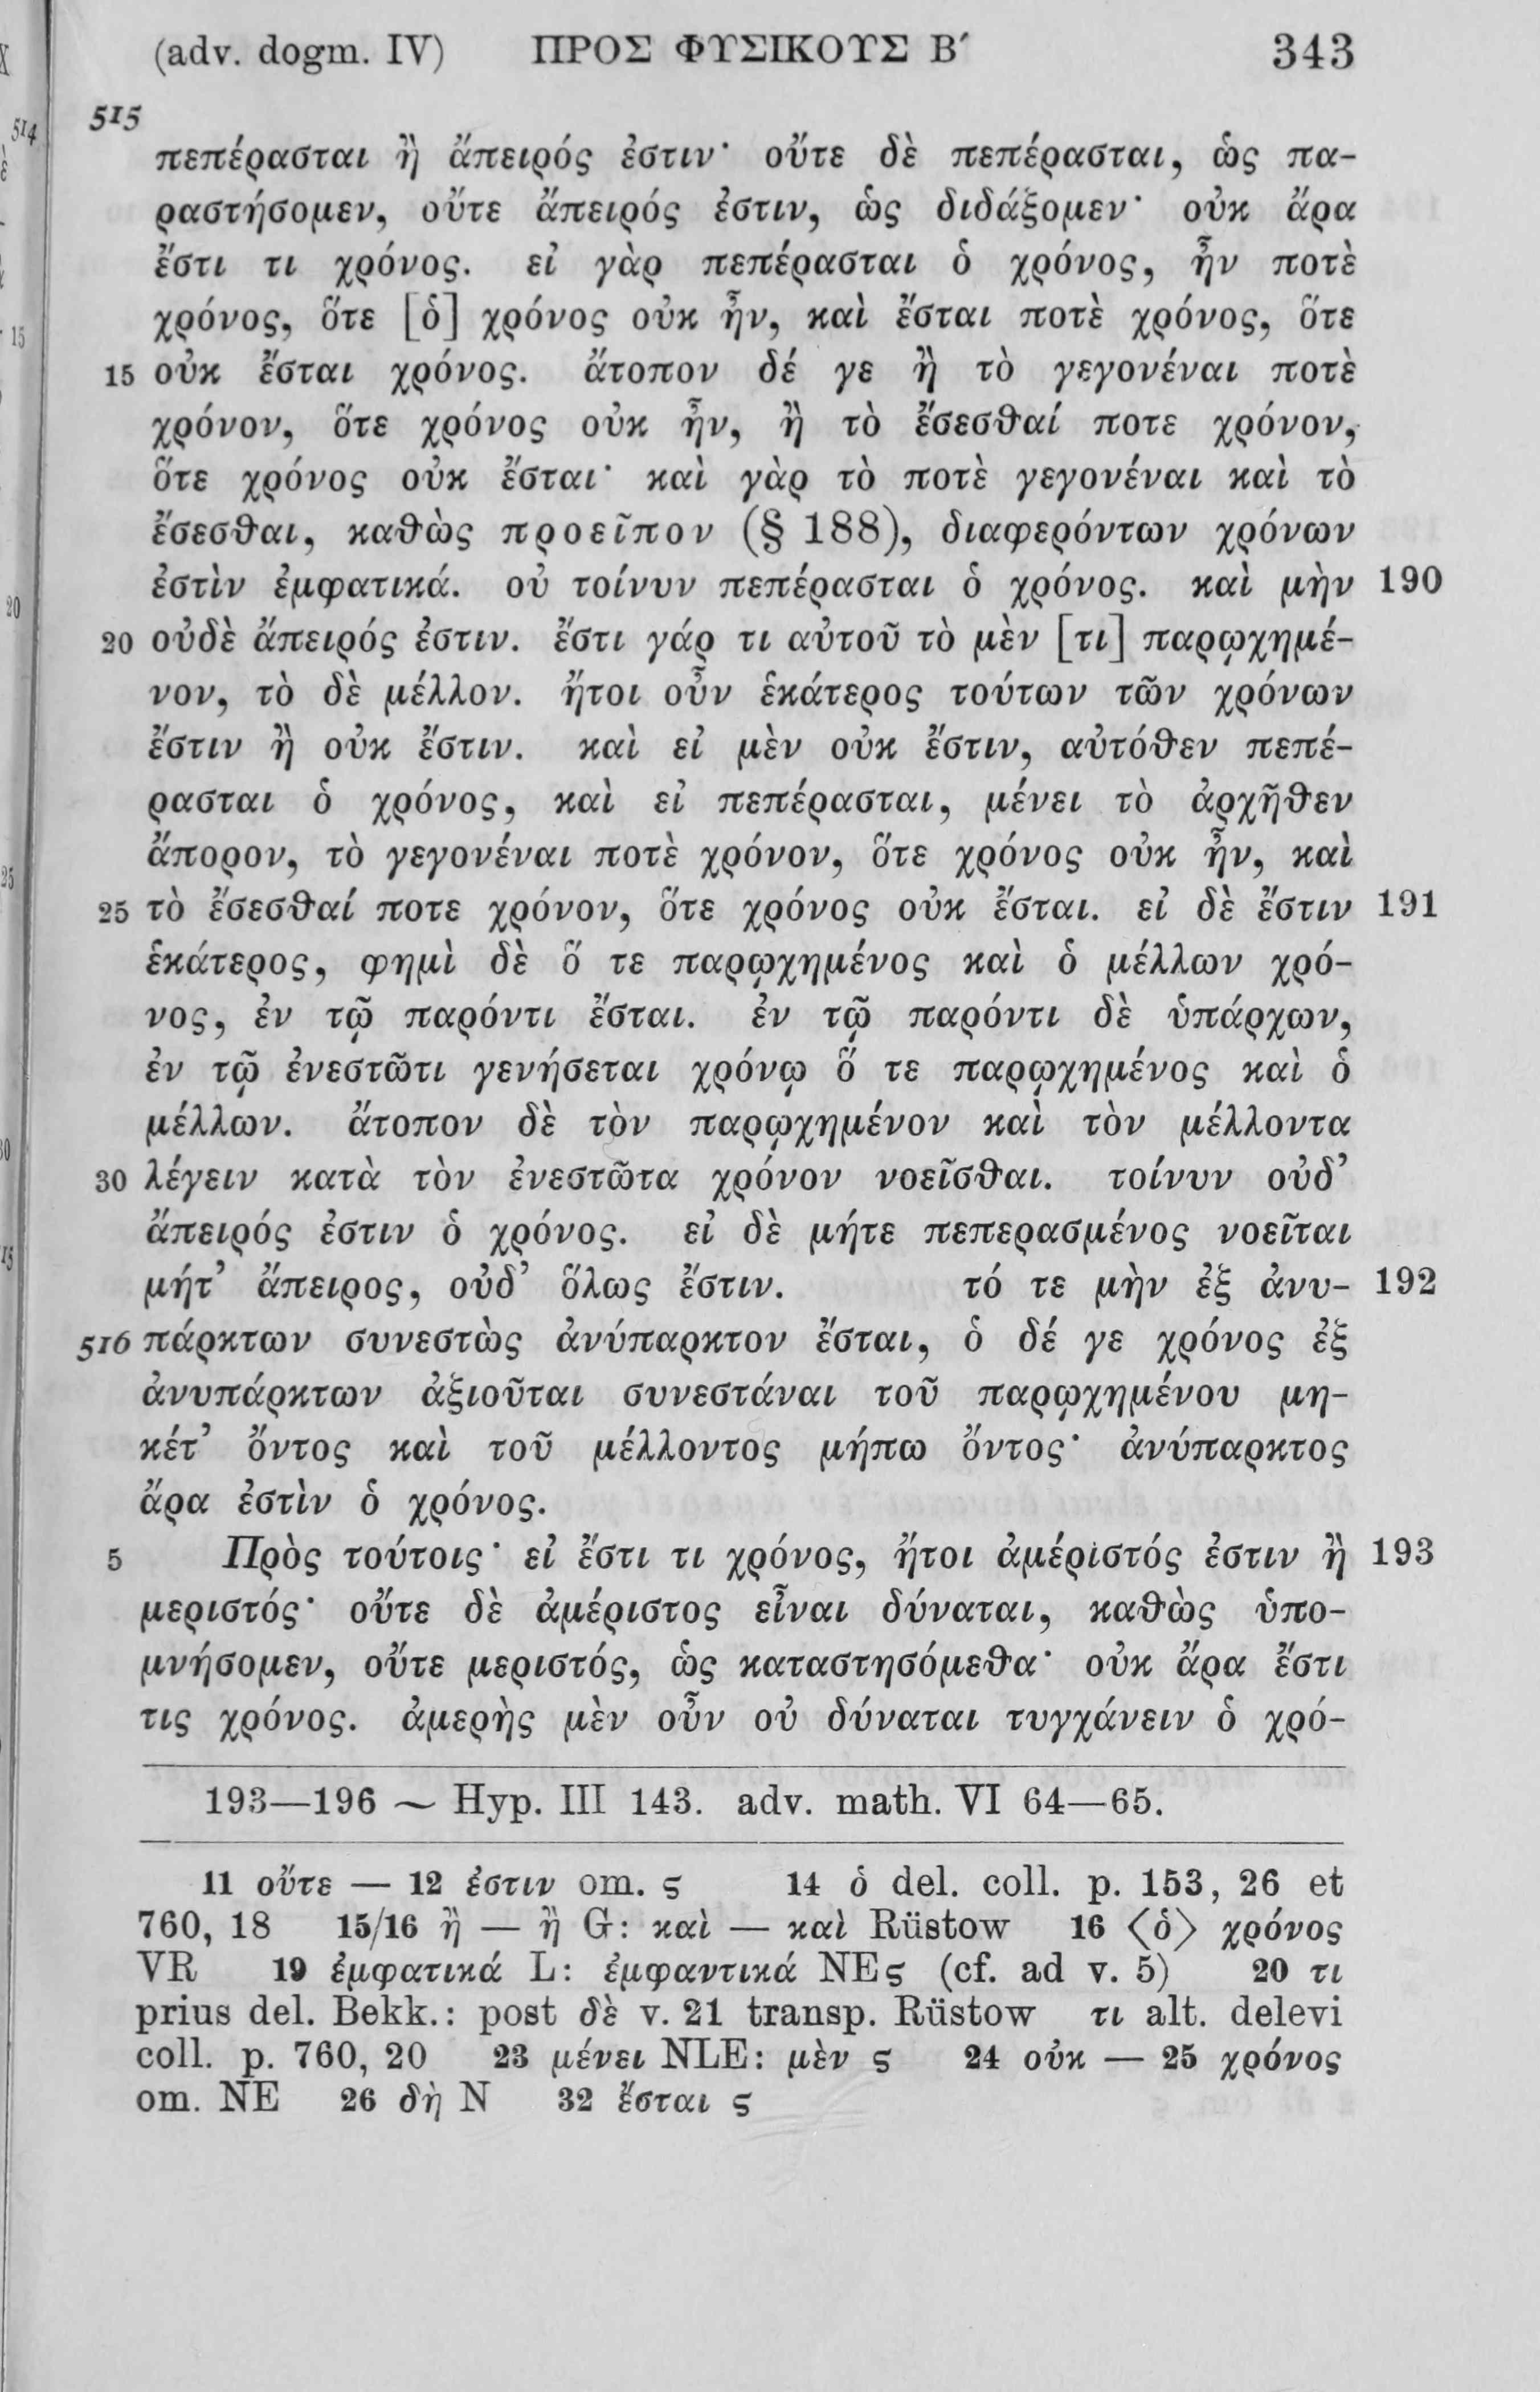 (adv. dogm. IV) ΠΡΟΣ ΦΥΣΙΚΟΥΣ Β΄ 343
515
πεπέρασται ἢ ἄπειρός ἐστιν· οὔτε δὲ πεπέρασται, ὡς πα-
ραστήσομεν, οὔτε ἄπειρός ἐστιν, ὡς διδάξομεν· οὐκ ἄρα
ἔστι τι χρόνος. εἰ γὰρ πεπέρασται ὁ χρόνος, ἦν ποτὲ
χρόνος, ὅτε [ὁ] χρόνος οὐκ ἦν, καὶ ἔσται ποτὲ χρόνος, ὅτε
15 οὐκ ἔσται χρόνος. ἄτοπον δέ γε ἢ τὸ γεγονέναι ποτὲ
χρόνον, ὅτε χρόνος οὐκ ἦν, ἢ τὸ ἔσεσθαί ποτε χρόνον,
ὅτε χρόνος οὐκ ἔσται· καὶ γὰρ τὸ ποτὲ γεγονέναι καὶ τὸ
ἔσεσθαι, καθὼς προεῖπον (§ 188), διαφερόντων χρόνων
ἐστὶν ἐμφατικά. οὐ τοίνυν πεπέρασται ὁ χρόνος. καὶ μὴν 190
20 οὐδὲ ἄπειρός ἐστιν. ἔστι γάρ τι αὐτοῦ τὸ μὲν [τι] παρῳχημέ-
νον, τὸ δὲ μέλλον. ἤτοι οὖν ἑκάτερος τούτων τῶν χρόνων
ἔστιν ἢ οὐκ ἔστιν. καὶ εἰ μὲν οὐκ ἔστιν, αὐτόθεν πεπέ-
ρασται ὁ χρόνος, καὶ εἰ πεπέρασται, μένει τὸ ἀρχῆθεν
ἄπορον, τὸ γεγονέναι ποτὲ χρόνον, ὅτε χρόνος οὐκ ἦν, καὶ
25 τὸ ἔσεσθαί ποτε χρόνον, ὅτε χρόνος οὐκ ἔσται. εἰ δὲ ἔστιν 191
ἑκάτερος, φημὶ δὲ ὅ τε παρῳχημένος καὶ ὁ μέλλων χρό-
νος, ἐν τῷ παρόντι ἔσται. ἐν τῷ παρόντι δὲ ὑπάρχων,
ἐν τῷ ἐνεστῶτι γενήσεται χρόνῳ ὅ τε παρῳχημένος καὶ ὁ
μέλλων. ἄτοπον δὲ τὸν παρῳχημένον καὶ τὸν μέλλοντα
30 λέγειν κατὰ τὸν ἐνεστῶτα χρόνον νοεῖσθαι. τοίνυν οὐδ’
ἄπειρός ἐστιν ὁ χρόνος. εἰ δὲ μήτε πεπερασμένος νοεῖται
μήτ’ ἄπειρος, οὐδ’ ὅλως ἔστιν. τό τε μὴν ἐξ ἀνυ- 192
516 πάρκτων συνεστὼς ἀνύπαρκτον ἔσται, ὁ δέ γε χρόνος ἐξ
ἀνυπάρκτων ἀξιοῦται συνεστάναι τοῦ παρῳχημένου μη-
κέτ’ ὄντος καὶ τοῦ μέλλοντος μήπω ὄντος· ἀνύπαρκτος
ἄρα ἐστὶν ὁ χρόνος.
5 Πρὸς τούτοις· εἰ ἔστι τι χρόνος, ἤτοι ἀμέριστός ἐστιν ἢ 193
μεριστός· οὔτε δὲ ἀμέριστος εἶναι δύναται, καθὼς ὑπο-
μνήσομεν, οὔτε μεριστός, ὡς καταστησόμεθα· οὐκ ἄρα ἔστι
τις χρόνος. ἀμερὴς μὲν οὖν οὐ δύναται τυγχάνειν ὁ χρό-
193—196 ~ Hyp. III 143. adv. math. VI 64—65.
11 οὔτε — 12 ἐστιν om. ς 14 ὁ del. coll. p. 153, 26 et
760, 18 15/16 ἢ — ἢ G: καὶ — καὶ Rüstow 16 ⟨ὁ⟩ χρόνος
VR 19 ἐμφατικά L: ἐμφαντικά NEς (cf. ad v. 5) 20 τι
prius del. Bekk.: post δὲ v. 21 transp. Rüstow τι alt. delevi
coll. p. 760, 20 23 μένει NLE: μὲν ς 24 οὐκ — 25 χρόνος
om. NE 26 δὴ N 32 ἔσται ς